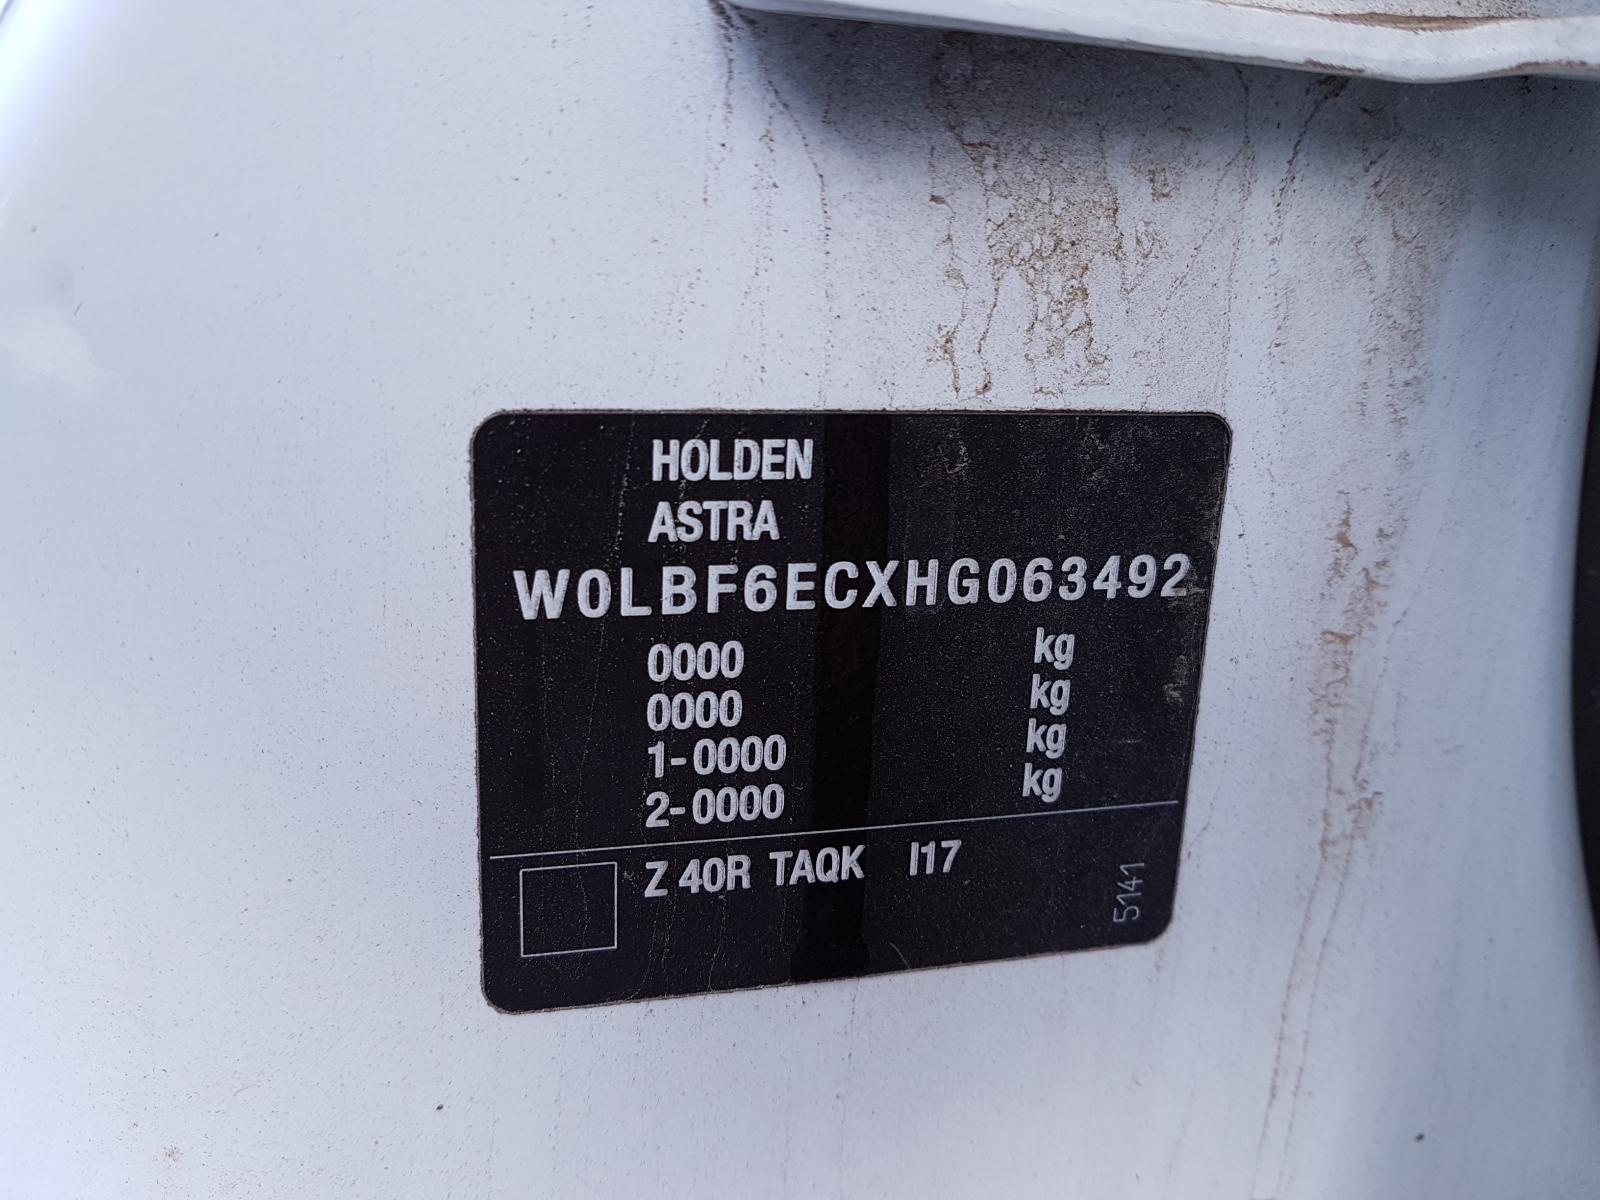 HOLDEN
ASTRA
W0LBF6ECXHG063492
0000 kg
0000 kg
1-0000 kg
2-0000 kg
Z 40R TAQK I17
5141